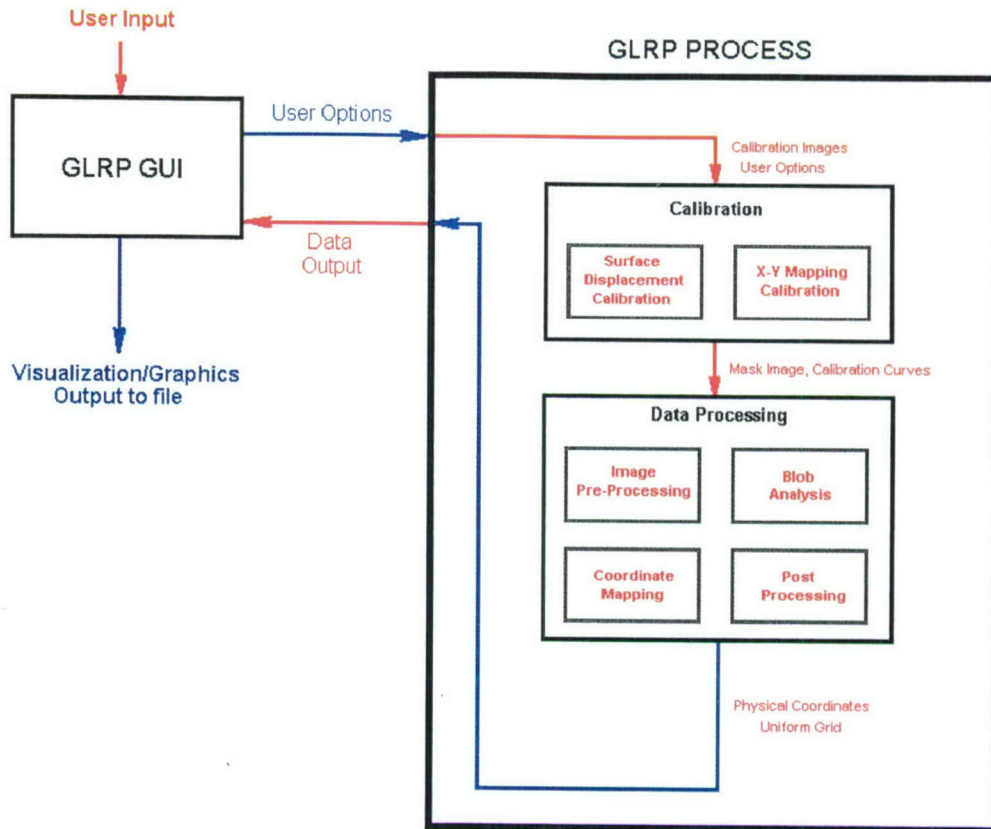 User Input
GLRP PROCESS
User Options
GLRP GUI
Calibration Images
User Options
Calibration
Data
Output
Surface
Displacement
Calibration
X-Y Mapping
Calibration
Visualization/Graphics
Output to file
Mask Image, Calibration Curves
Data Processing
Image
Pre-Processing
Blob
Analysis
Coordinate
Mapping
Post
Processing
Physical Coordinates
Uniform Grid